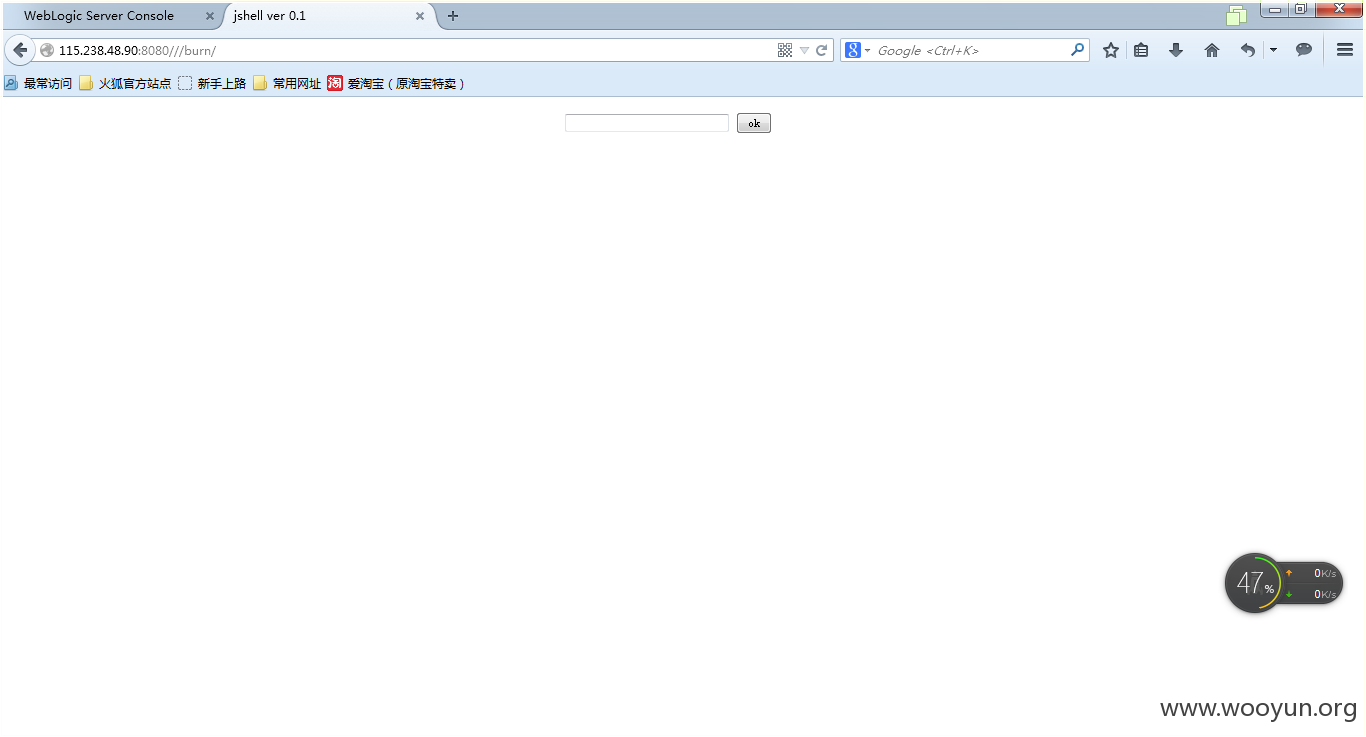 WebLogic Server Console
jshell ver 0.1
115.238.48.90:8080///burn/
Google <Ctrl+K>
最常访问 火狐官方站点 新手上路 常用网址 淘 爱淘宝（原淘宝特卖）
ok
47%
0K/s
0K/s
www.wooyun.org